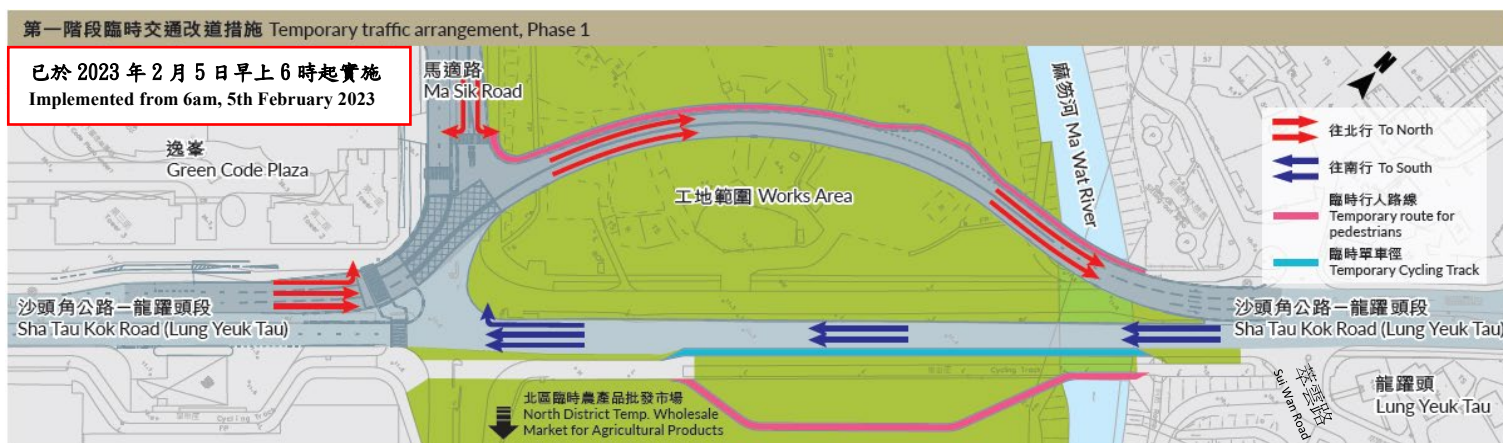 第一階段臨時交通改道措施 Temporary traffic arrangement, Phase 1
已於 2023 年 2 月 5 日早上 6 時起實施
Implemented from 6am, 5th February 2023
馬適路
Ma Sik Road
逸峯
Green Code Plaza
工地範圍 Works Area
麻笏河 Ma Wat River
N
往北行 To North
往南行 To South
臨時行人路線
Temporary route for
pedestrians
臨時單車徑
Temporary Cycling Track
沙頭角公路－龍躍頭段
Sha Tau Kok Road (Lung Yeuk Tau)
沙頭角公路－龍躍頭段
Sha Tau Kok Road (Lung Yeuk Tau)
北區臨時農產品批發市場
North District Temp. Wholesale
Market for Agricultural Products
Cycling Track
Cycling Track
萃雲路
Sui Wan Road
龍躍頭
Lung Yeuk Tau